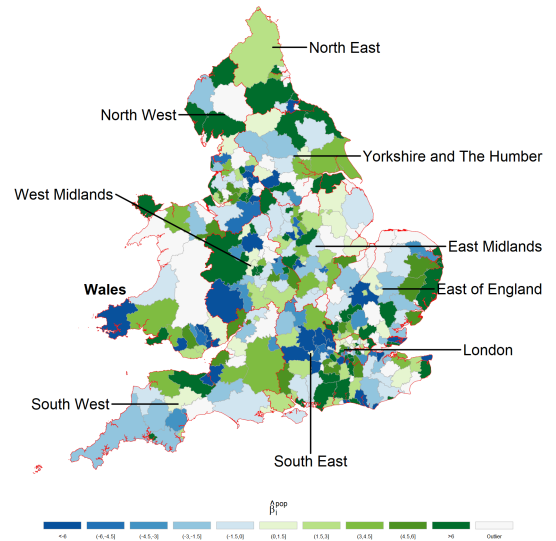 North East
North West
Yorkshire and The Humber
West Midlands
East Midlands
Wales
East of England
London
South West
South East
β̂₁ᵖᵒᵖ
<-6 (-6,-4.5] (-4.5,-3] (-3,-1.5] (-1.5,0] (0,1.5] (1.5,3] (3,4.5] (4.5,6] >6 Outlier